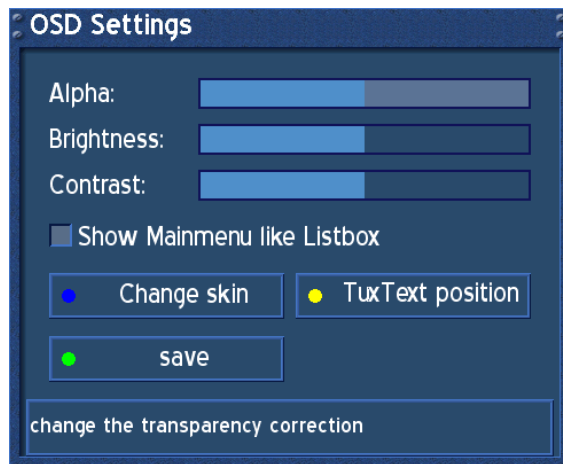 OSD Settings
Alpha:
Brightness:
Contrast:
Show Mainmenu like Listbox
Change skin
TuxText position
save
change the transparency correction